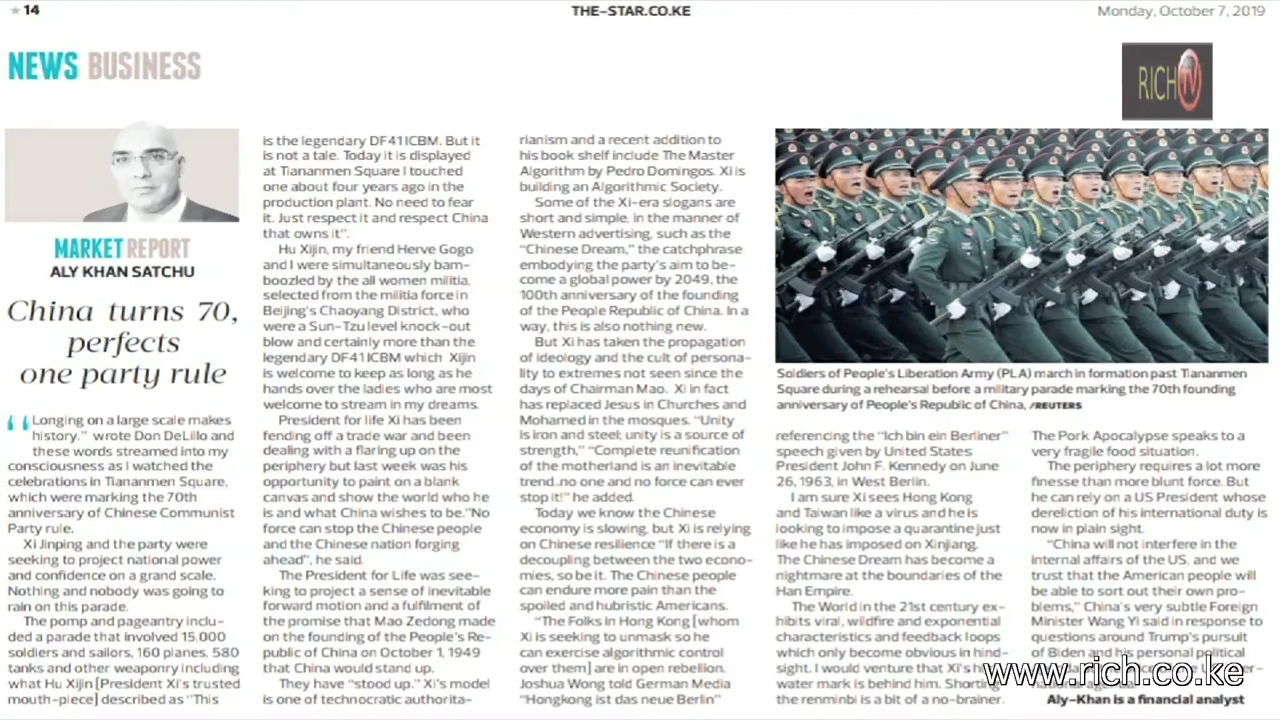 ★14
THE-STAR.CO.KE
Monday, October 7, 2019
NEWS BUSINESS
RICH TV
MARKET REPORT
ALY KHAN SATCHU
China turns 70,
perfects
one party rule
“Longing on a large scale makes
history.” wrote Don DeLillo and
these words streamed into my
consciousness as I watched the
celebrations in Tiananmen Square,
which were marking the 70th
anniversary of Chinese Communist
Party rule.
Xi Jinping and the party were
seeking to project national power
and confidence on a grand scale.
Nothing and nobody was going to
rain on this parade.
The pomp and pageantry inclu-
ded a parade that involved 15,000
soldiers and sailors, 160 planes, 580
tanks and other weaponry including
what Hu Xijin [President Xi's trusted
mouth-piece] described as “This
is the legendary DF41 ICBM. But it
is not a tale. Today it is displayed
at Tiananmen Square I touched
one about four years ago in the
production plant. No need to fear
it. Just respect it and respect China
that owns it”.
Hu Xijin, my friend Herve Gogo
and I were simultaneously bam-
boozled by the all women militia,
selected from the militia force in
Beijing's Chaoyang District, who
were a Sun-Tzu level knock-out
blow and certainly more than the
legendary DF41 ICBM which Xijin
is welcome to keep as long as he
hands over the ladies who are most
welcome to stream in my dreams.
President for life Xi has been
fending off a trade war and been
dealing with a flaring up on the
periphery but last week was his
opportunity to paint on a blank
canvas and show the world who he
is and what China wishes to be.”No
force can stop the Chinese people
and the Chinese nation forging
ahead”, he said.
The President for Life was see-
king to project a sense of inevitable
forward motion and a fulfilment of
the promise that Mao Zedong made
on the founding of the People's Re-
public of China on October 1, 1949
that China would stand up.
They have “stood up.” Xi's model
is one of technocratic authorita-
rianism and a recent addition to
his book shelf include The Master
Algorithm by Pedro Domingos. Xi is
building an Algorithmic Society.
Some of the Xi-era slogans are
short and simple, in the manner of
Western advertising, such as the
“Chinese Dream,” the catchphrase
embodying the party's aim to be-
come a global power by 2049, the
100th anniversary of the founding
of the People Republic of China. In a
way, this is also nothing new.
But Xi has taken the propagation
of ideology and the cult of persona-
lity to extremes not seen since the
days of Chairman Mao. Xi in fact
has replaced Jesus in Churches and
Mohamed in the mosques. “Unity
is iron and steel; unity is a source of
strength,” “Complete reunification
of the motherland is an inevitable
trend..no one and no force can ever
stop it!” he added.
Today we know the Chinese
economy is slowing, but Xi is relying
on Chinese resilience “If there is a
decoupling between the two econo-
mies, so be it. The Chinese people
can endure more pain than the
spoiled and hubristic Americans.
“The Folks in Hong Kong [whom
Xi is seeking to unmask so he
can exercise algorithmic control
over them] are in open rebellion.
Joshua Wong told German Media
“Hongkong ist das neue Berlin”
Soldiers of People's Liberation Army (PLA) march in formation past Tiananmen
Square during a rehearsal before a military parade marking the 70th founding
anniversary of People's Republic of China, /REUTERS
referencing the “Ich bin ein Berliner”
speech given by United States
President John F. Kennedy on June
26, 1963, in West Berlin.
I am sure Xi sees Hong Kong
and Taiwan like a virus and he is
looking to impose a quarantine just
like he has imposed on Xinjiang.
The Chinese Dream has become a
nightmare at the boundaries of the
Han Empire.
The World in the 21st century ex-
hibits viral, wildfire and exponential
characteristics and feedback loops
which only become obvious in hind-
sight. I would venture that Xi's
water mark is behind him. Shorting
the renminbi is a bit of a no-brainer.
The Pork Apocalypse speaks to a
very fragile food situation.
The periphery requires a lot more
finesse than more blunt force. But
he can rely on a US President whose
dereliction of his international duty is
now in plain sight.
“China will not interfere in the
internal affairs of the US, and we
trust that the American people will
be able to sort out their own pro-
blems,” China's very subtle Foreign
Minister Wang Yi said in response to
questions around Trump's pursuit
of Biden and his personal political
www.rich.co.ke
Aly-Khan is a financial analyst